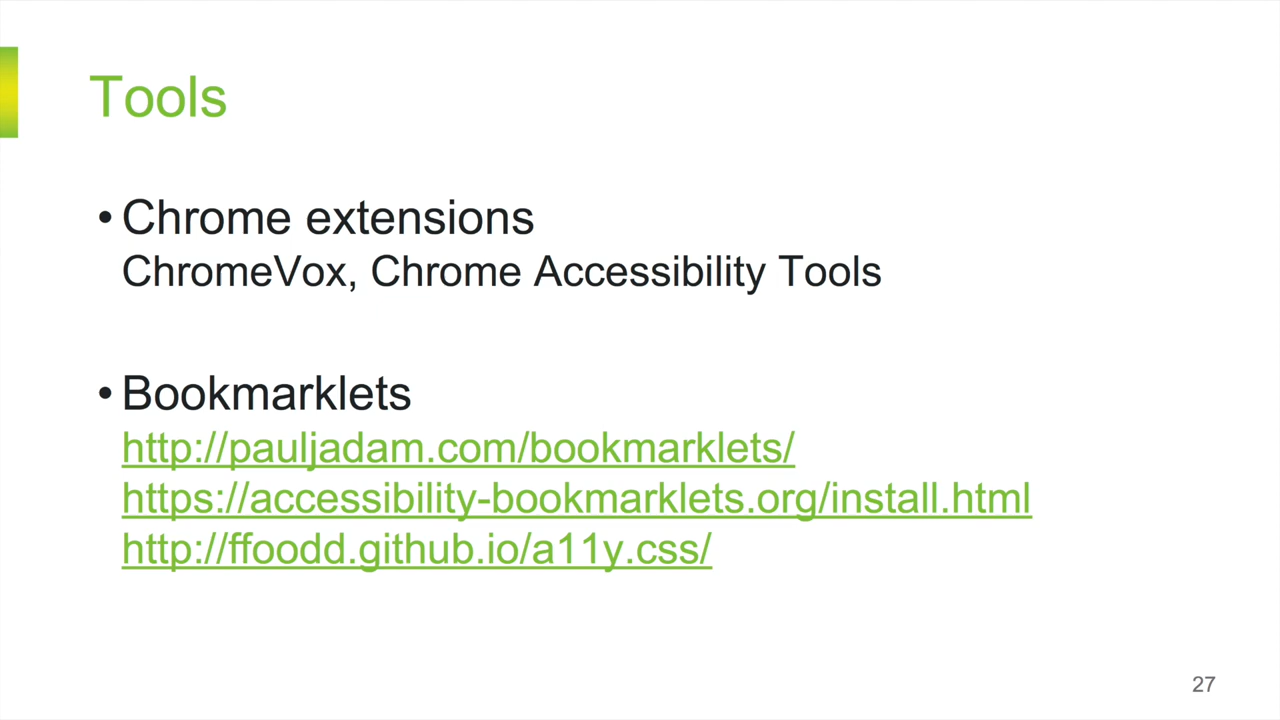 Tools
• Chrome extensions
ChromeVox, Chrome Accessibility Tools
• Bookmarklets
http://pauljadam.com/bookmarklets/
https://accessibility-bookmarklets.org/install.html
http://ffoodd.github.io/a11y.css/
27